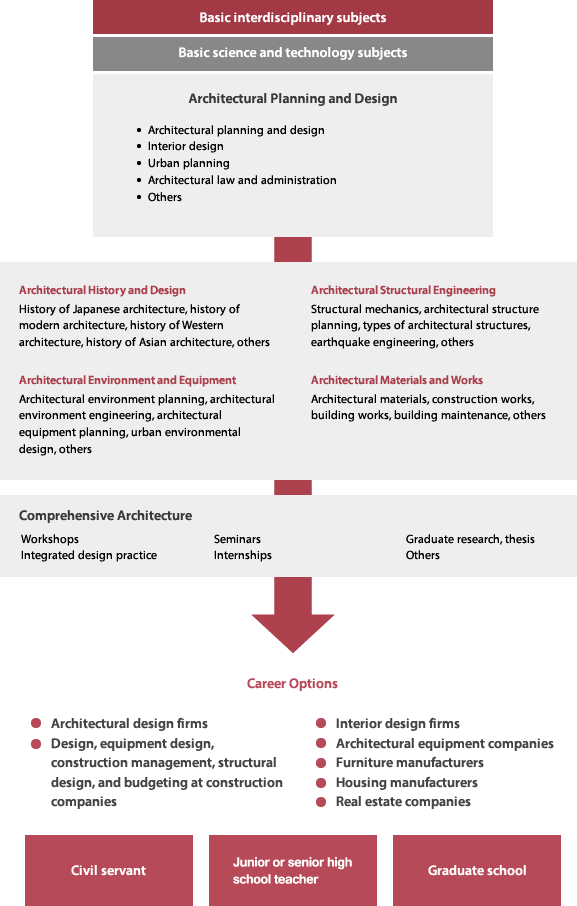 Basic interdisciplinary subjects
Basic science and technology subjects
Architectural Planning and Design
• Architectural planning and design
• Interior design
• Urban planning
• Architectural law and administration
• Others
Architectural History and Design
History of Japanese architecture, history of
modern architecture, history of Western
architecture, history of Asian architecture, others
Architectural Structural Engineering
Structural mechanics, architectural structure
planning, types of architectural structures,
earthquake engineering, others
Architectural Environment and Equipment
Architectural environment planning, architectural
environment engineering, architectural
equipment planning, urban environmental
design, others
Architectural Materials and Works
Architectural materials, construction works,
building works, building maintenance, others
Comprehensive Architecture
Workshops
Integrated design practice
Seminars
Internships
Graduate research, thesis
Others
Career Options
● Architectural design firms
● Design, equipment design,
construction management, structural
design, and budgeting at construction
companies
● Interior design firms
● Architectural equipment companies
● Furniture manufacturers
● Housing manufacturers
● Real estate companies
Civil servant
Junior or senior high
school teacher
Graduate school